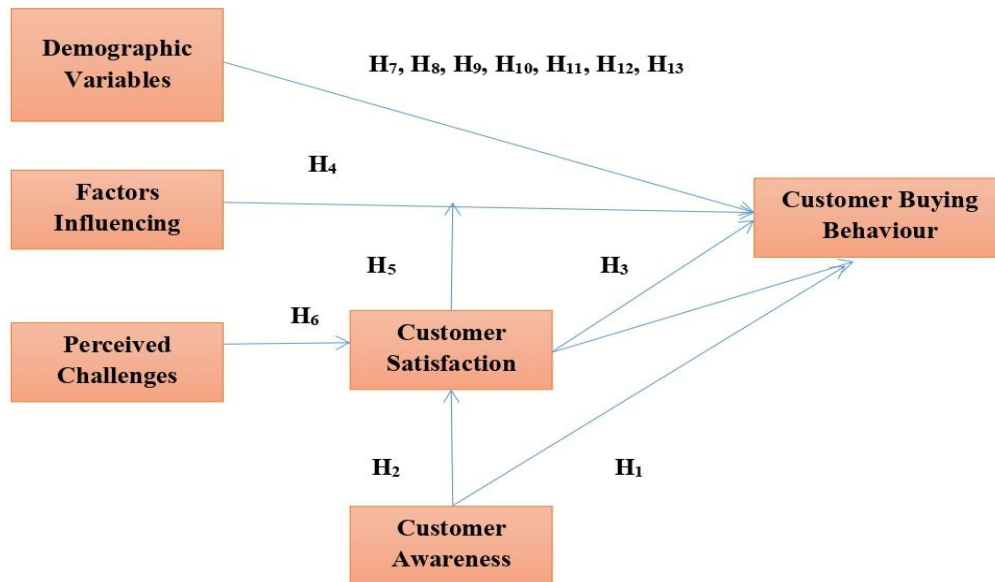 Demographic
Variables
H₇, H₈, H₉, H₁₀, H₁₁, H₁₂, H₁₃
H₄
Factors
Influencing
Customer Buying
Behaviour
H₅
H₃
H₆
Perceived
Challenges
Customer
Satisfaction
H₂
H₁
Customer
Awareness